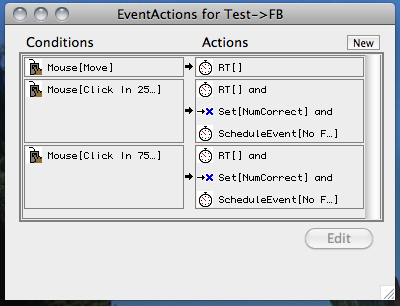 EventActions for Test->FB
Conditions Actions New
Mouse[Move] RT[]
Mouse[Click In 25…] RT[] and
Set[NumCorrect] and
ScheduleEvent[No F…]
Mouse[Click In 75…] RT[] and
Set[NumCorrect] and
ScheduleEvent[No F…]
Edit